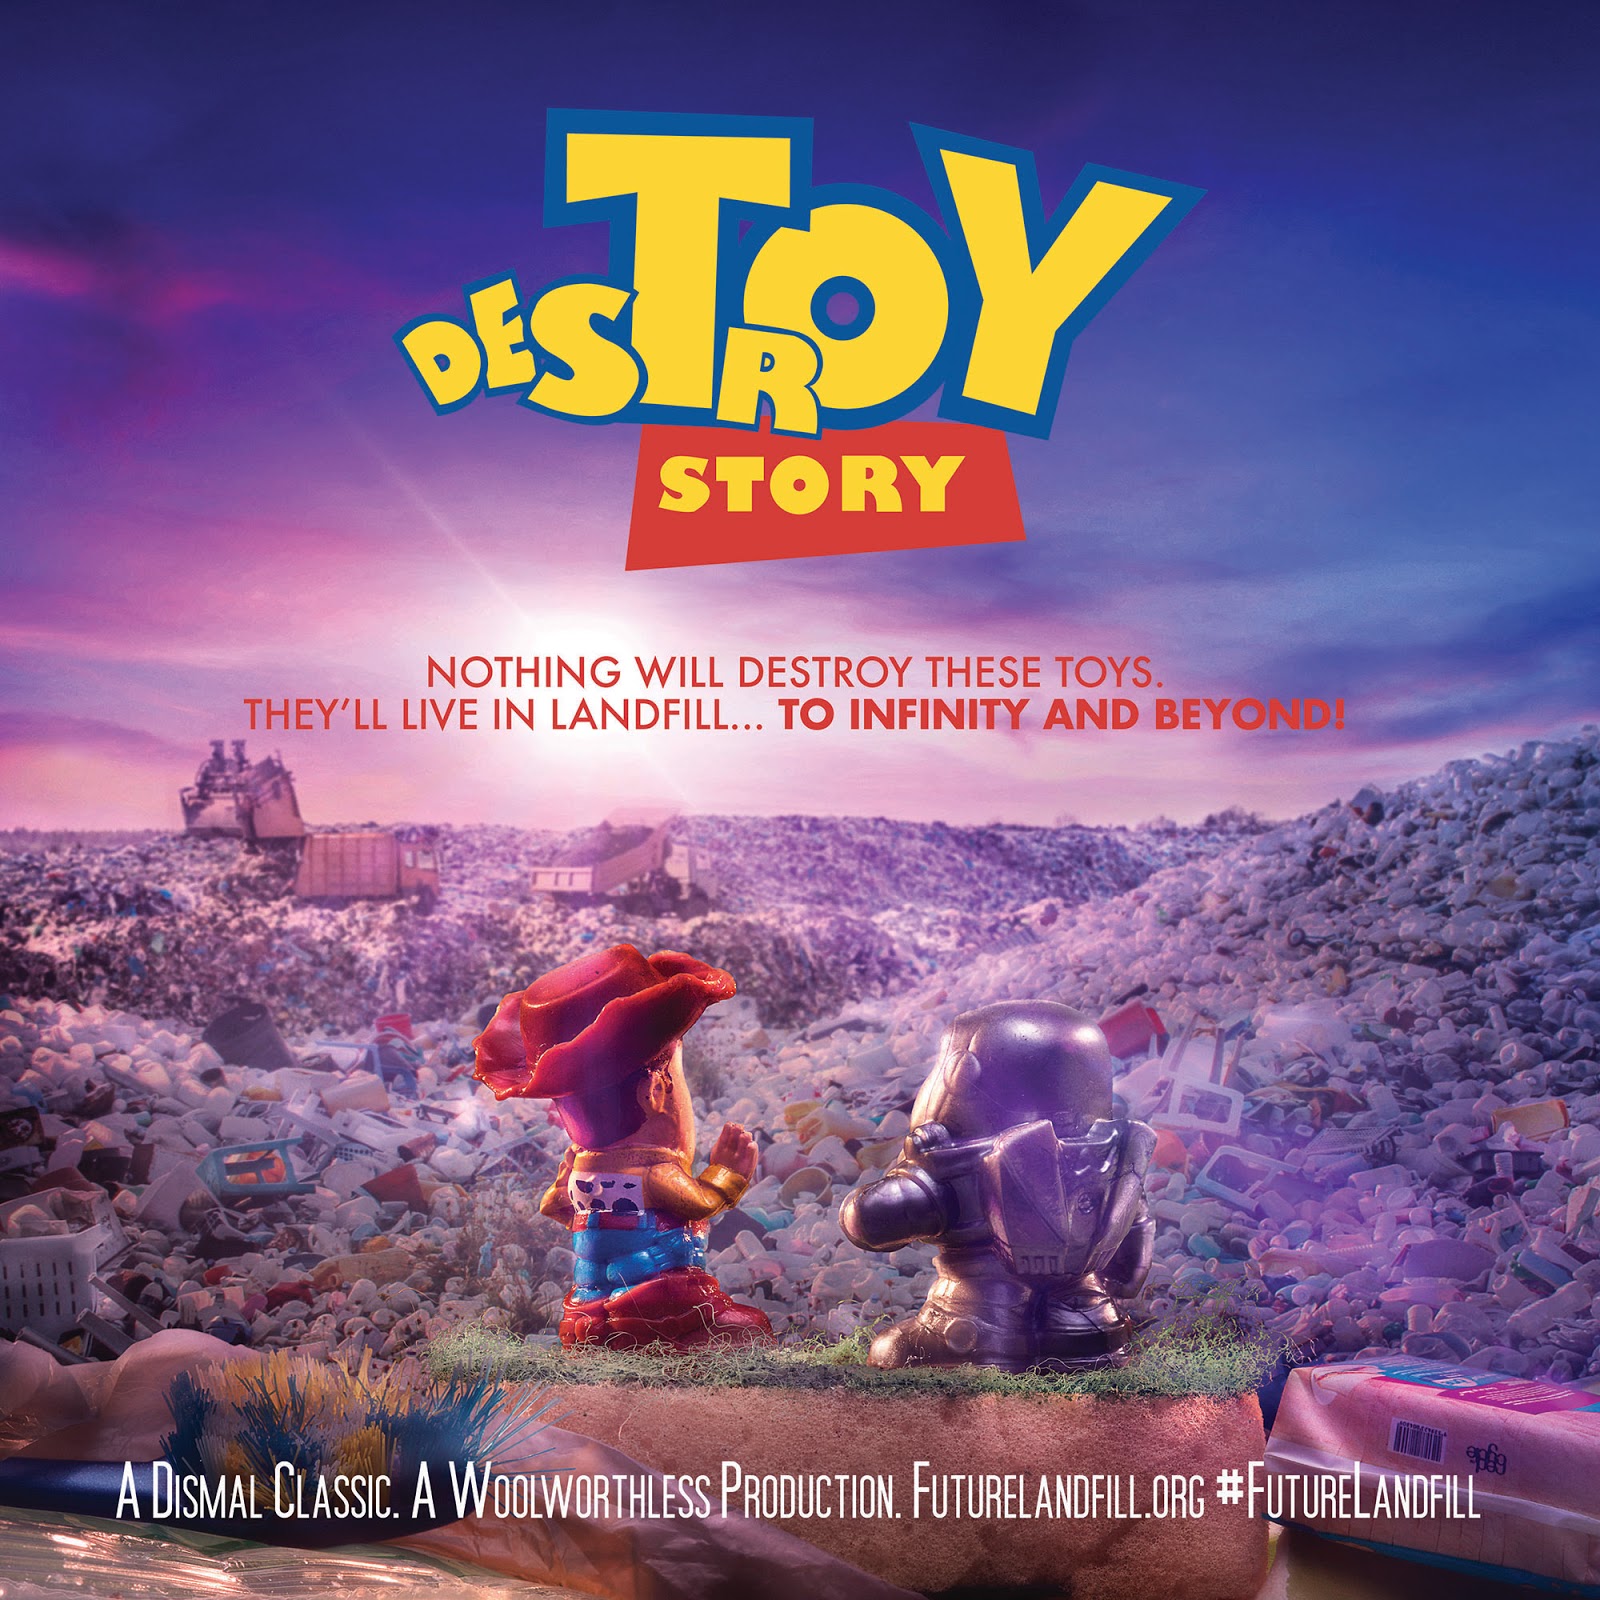 DESTROY
STORY
NOTHING WILL DESTROY THESE TOYS.
THEY'LL LIVE IN LANDFILL... TO INFINITY AND BEYOND!
A DISMAL CLASSIC. A WOOLWORTHLESS PRODUCTION. FUTURELANDFILL.ORG #FUTURELANDFILL